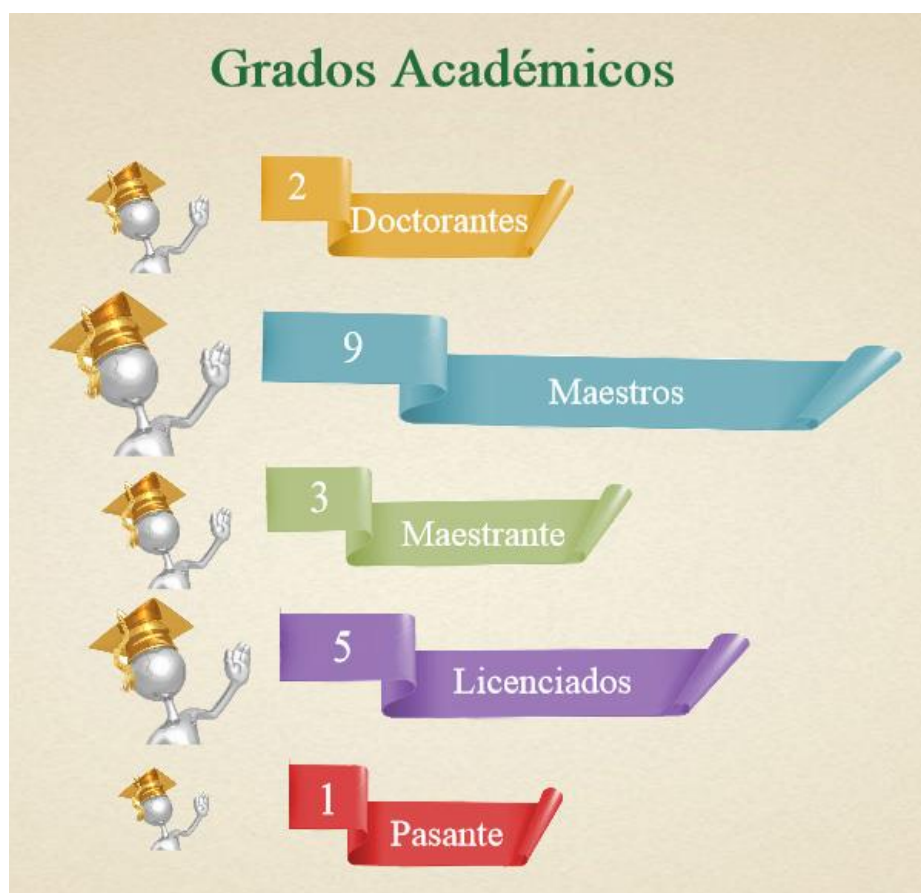 Grados Académicos
2
Doctorantes
9
Maestros
3
Maestrante
5
Licenciados
1
Pasante